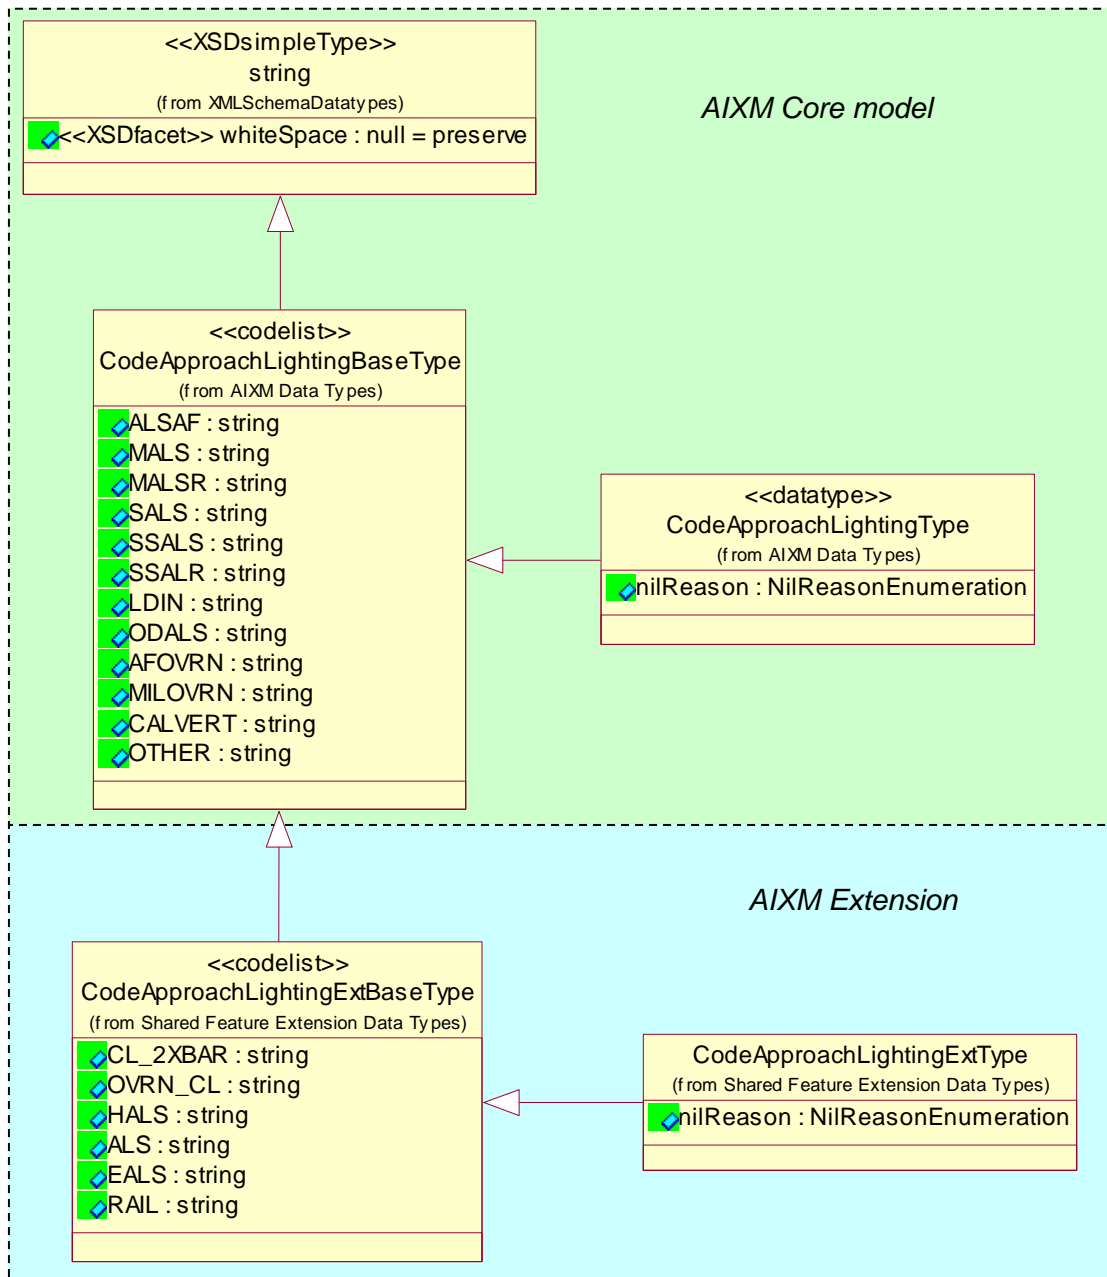 <<XSDsimpleType>>
string
(from XMLSchemaDatatypes)
<<XSDfacet>> whiteSpace : null = preserve
AIXM Core model
<<codelist>>
CodeApproachLightingBaseType
(from AIXM Data Types)
ALSAF : string
MALS : string
MALSR : string
SALS : string
SSALS : string
SSALR : string
LDIN : string
ODALS : string
AFOVRN : string
MILOVRN : string
CALVERT : string
OTHER : string
<<datatype>>
CodeApproachLightingType
(from AIXM Data Types)
nilReason : NilReasonEnumeration
AIXM Extension
<<codelist>>
CodeApproachLightingExtBaseType
(from Shared Feature Extension Data Types)
CL_2XBAR : string
OVRN_CL : string
HALS : string
ALS : string
EALS : string
RAIL : string
CodeApproachLightingExtType
(from Shared Feature Extension Data Types)
nilReason : NilReasonEnumeration